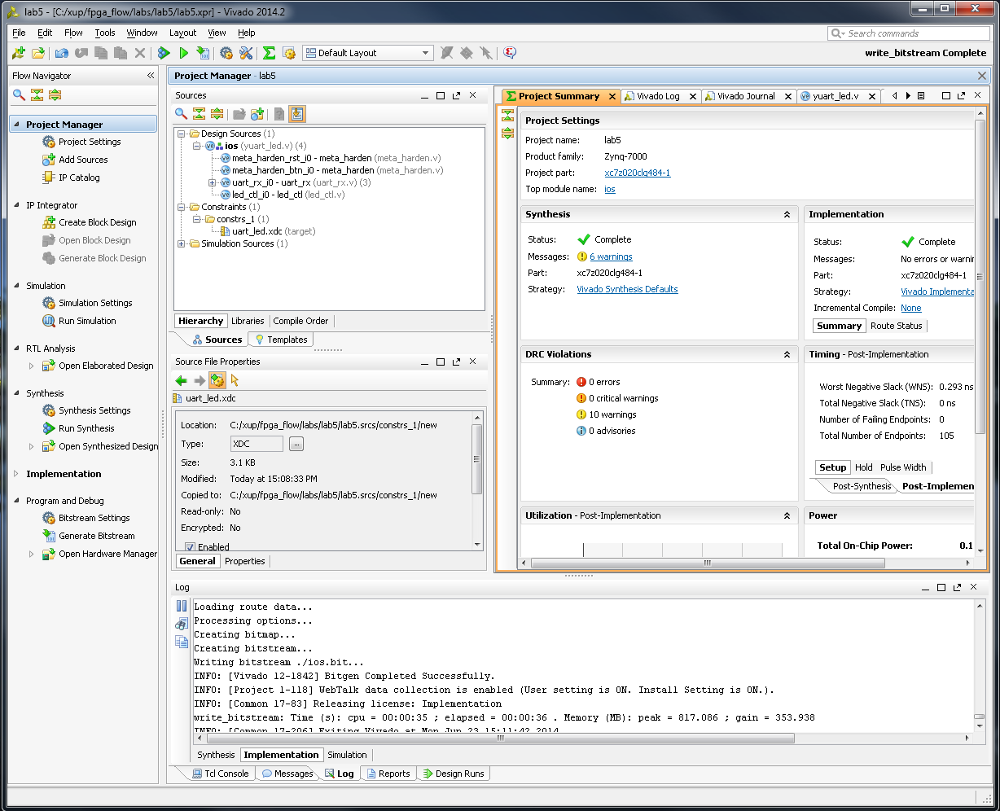 lab5 - [C:/xup/fpga_flow/labs/lab5/lab5.xpr] - Vivado 2014.2
File Edit Flow Tools Window Layout View Help
Search commands
Default Layout
write_bitstream Complete
Flow Navigator
Project Manager
Project Settings
Add Sources
IP Catalog
IP Integrator
Create Block Design
Open Block Design
Generate Block Design
Simulation
Simulation Settings
Run Simulation
RTL Analysis
Open Elaborated Design
Synthesis
Synthesis Settings
Run Synthesis
Open Synthesized Design
Implementation
Program and Debug
Bitstream Settings
Generate Bitstream
Open Hardware Manager
Project Manager - lab5
Sources
Design Sources (1)
ios (yuart_led.v) (4)
meta_harden_rst_i0 - meta_harden (meta_harden.v)
meta_harden_btn_i0 - meta_harden (meta_harden.v)
uart_rx_i0 - uart_rx (uart_rx.v) (3)
led_ctl_i0 - led_ctl (led_ctl.v)
Constraints (1)
constrs_1 (1)
uart_led.xdc (target)
Simulation Sources (1)
Hierarchy Libraries Compile Order
Sources Templates
Source File Properties
uart_led.xdc
Location: C:/xup/fpga_flow/labs/lab5/lab5.srcs/constrs_1/new
Type: XDC ...
Size: 3.1 KB
Modified: Today at 15:08:33 PM
Copied to: C:/xup/fpga_flow/labs/lab5/lab5.srcs/constrs_1/new
Read-only: No
Encrypted: No
Enabled
General Properties
Project Summary Vivado Log Vivado Journal yuart_led.v
Project Settings
Project name: lab5
Product family: Zynq-7000
Project part: xc7z020clg484-1
Top module name: ios
Synthesis
Status: Complete
Messages: 6 warnings
Part: xc7z020clg484-1
Strategy: Vivado Synthesis Defaults
Implementation
Status: Complete
Messages: No errors or warnin
Part: xc7z020clg484-1
Strategy: Vivado Implementa
Incremental Compile: None
Summary Route Status
DRC Violations
Summary: 0 errors
0 critical warnings
10 warnings
0 advisories
Timing - Post-Implementation
Worst Negative Slack (WNS): 0.293 ns
Total Negative Slack (TNS): 0 ns
Number of Failing Endpoints: 0
Total Number of Endpoints: 105
Setup Hold Pulse Width
Post-Synthesis Post-Implemen
Utilization - Post-Implementation
Power
Total On-Chip Power: 0.1
Log
Loading route data...
Processing options...
Creating bitmap...
Creating bitstream...
Writing bitstream ./ios.bit...
INFO: [Vivado 12-1842] Bitgen Completed Successfully.
INFO: [Project 1-118] WebTalk data collection is enabled (User setting is ON. Install Setting is ON.).
INFO: [Common 17-83] Releasing license: Implementation
write_bitstream: Time (s): cpu = 00:00:35 ; elapsed = 00:00:36 . Memory (MB): peak = 817.086 ; gain = 353.938
INFO: [Common 17-206] Exiting Vivado at Mon Jun 23 15:11:42 2014
Synthesis Implementation Simulation
Tcl Console Messages Log Reports Design Runs